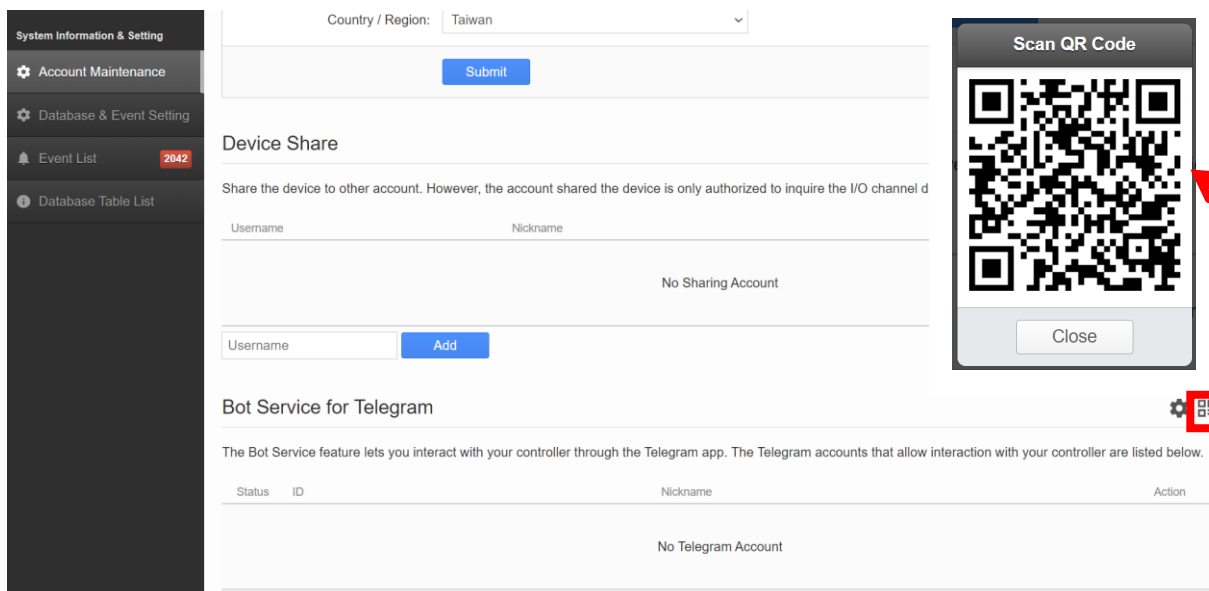 System Information & Setting
Account Maintenance
Database & Event Setting
Event List 2042
Database Table List
Country / Region: Taiwan
Submit
Device Share
Share the device to other account. However, the account shared the device is only authorized to inquire the I/O channel d
Username Nickname
No Sharing Account
Username Add
Bot Service for Telegram
The Bot Service feature lets you interact with your controller through the Telegram app. The Telegram accounts that allow interaction with your controller are listed below.
Status ID Nickname Action
No Telegram Account
Scan QR Code
Close